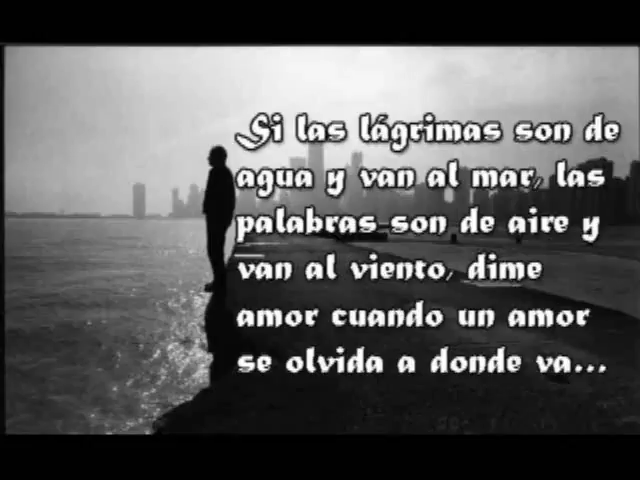 Si las lágrimas son de
agua y van al mar, las
palabras son de aire y
van al viento, dime
amor cuando un amor
se olvida a donde va...